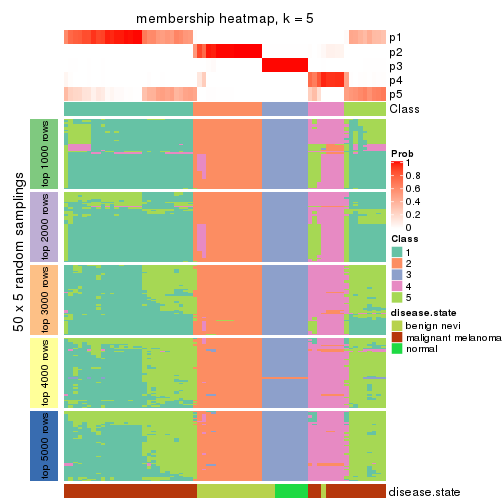 membership heatmap, k = 5
p1
p2
p3
p4
p5
Class
50 x 5 random samplings
top 1000 rows
top 2000 rows
top 3000 rows
top 4000 rows
top 5000 rows
Prob
1
0.8
0.6
0.4
0.2
0
Class
1
2
3
4
5
disease.state
benign nevi
malignant melanoma
normal
disease.state